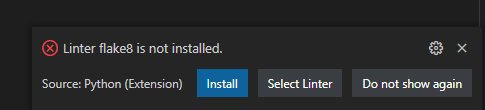 Linter flake8 is not installed.
Source: Python (Extension) Install Select Linter Do not show again